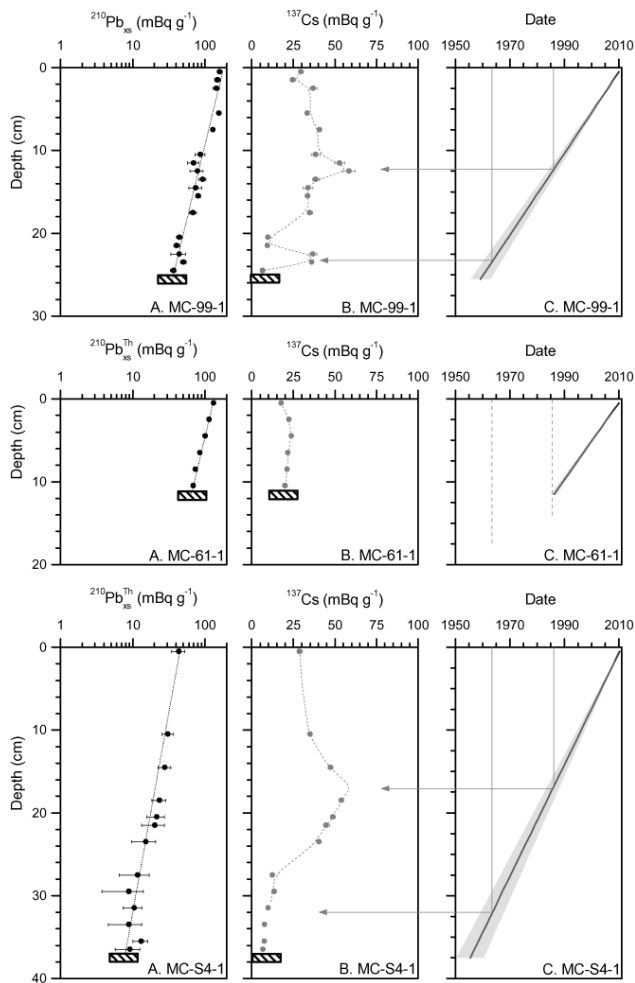 ²¹⁰Pbₓₛ (mBq g⁻¹) ¹³⁷Cs (mBq g⁻¹) Date
1 10 100 0 25 50 75 100 1950 1970 1990 2010
0
10
20
30
Depth (cm)
A. MC-99-1 B. MC-99-1 C. MC-99-1
²¹⁰Pbₓₛᵀʰ (mBq g⁻¹) ¹³⁷Cs (mBq g⁻¹) Date
1 10 100 0 25 50 75 100 1950 1970 1990 2010
0
10
20
Depth (cm)
A. MC-61-1 B. MC-61-1 C. MC-61-1
²¹⁰Pbₓₛᵀʰ (mBq g⁻¹) ¹³⁷Cs (mBq g⁻¹) Date
1 10 100 0 25 50 75 100 1950 1970 1990 2010
0
10
20
30
40
Depth (cm)
A. MC-S4-1 B. MC-S4-1 C. MC-S4-1